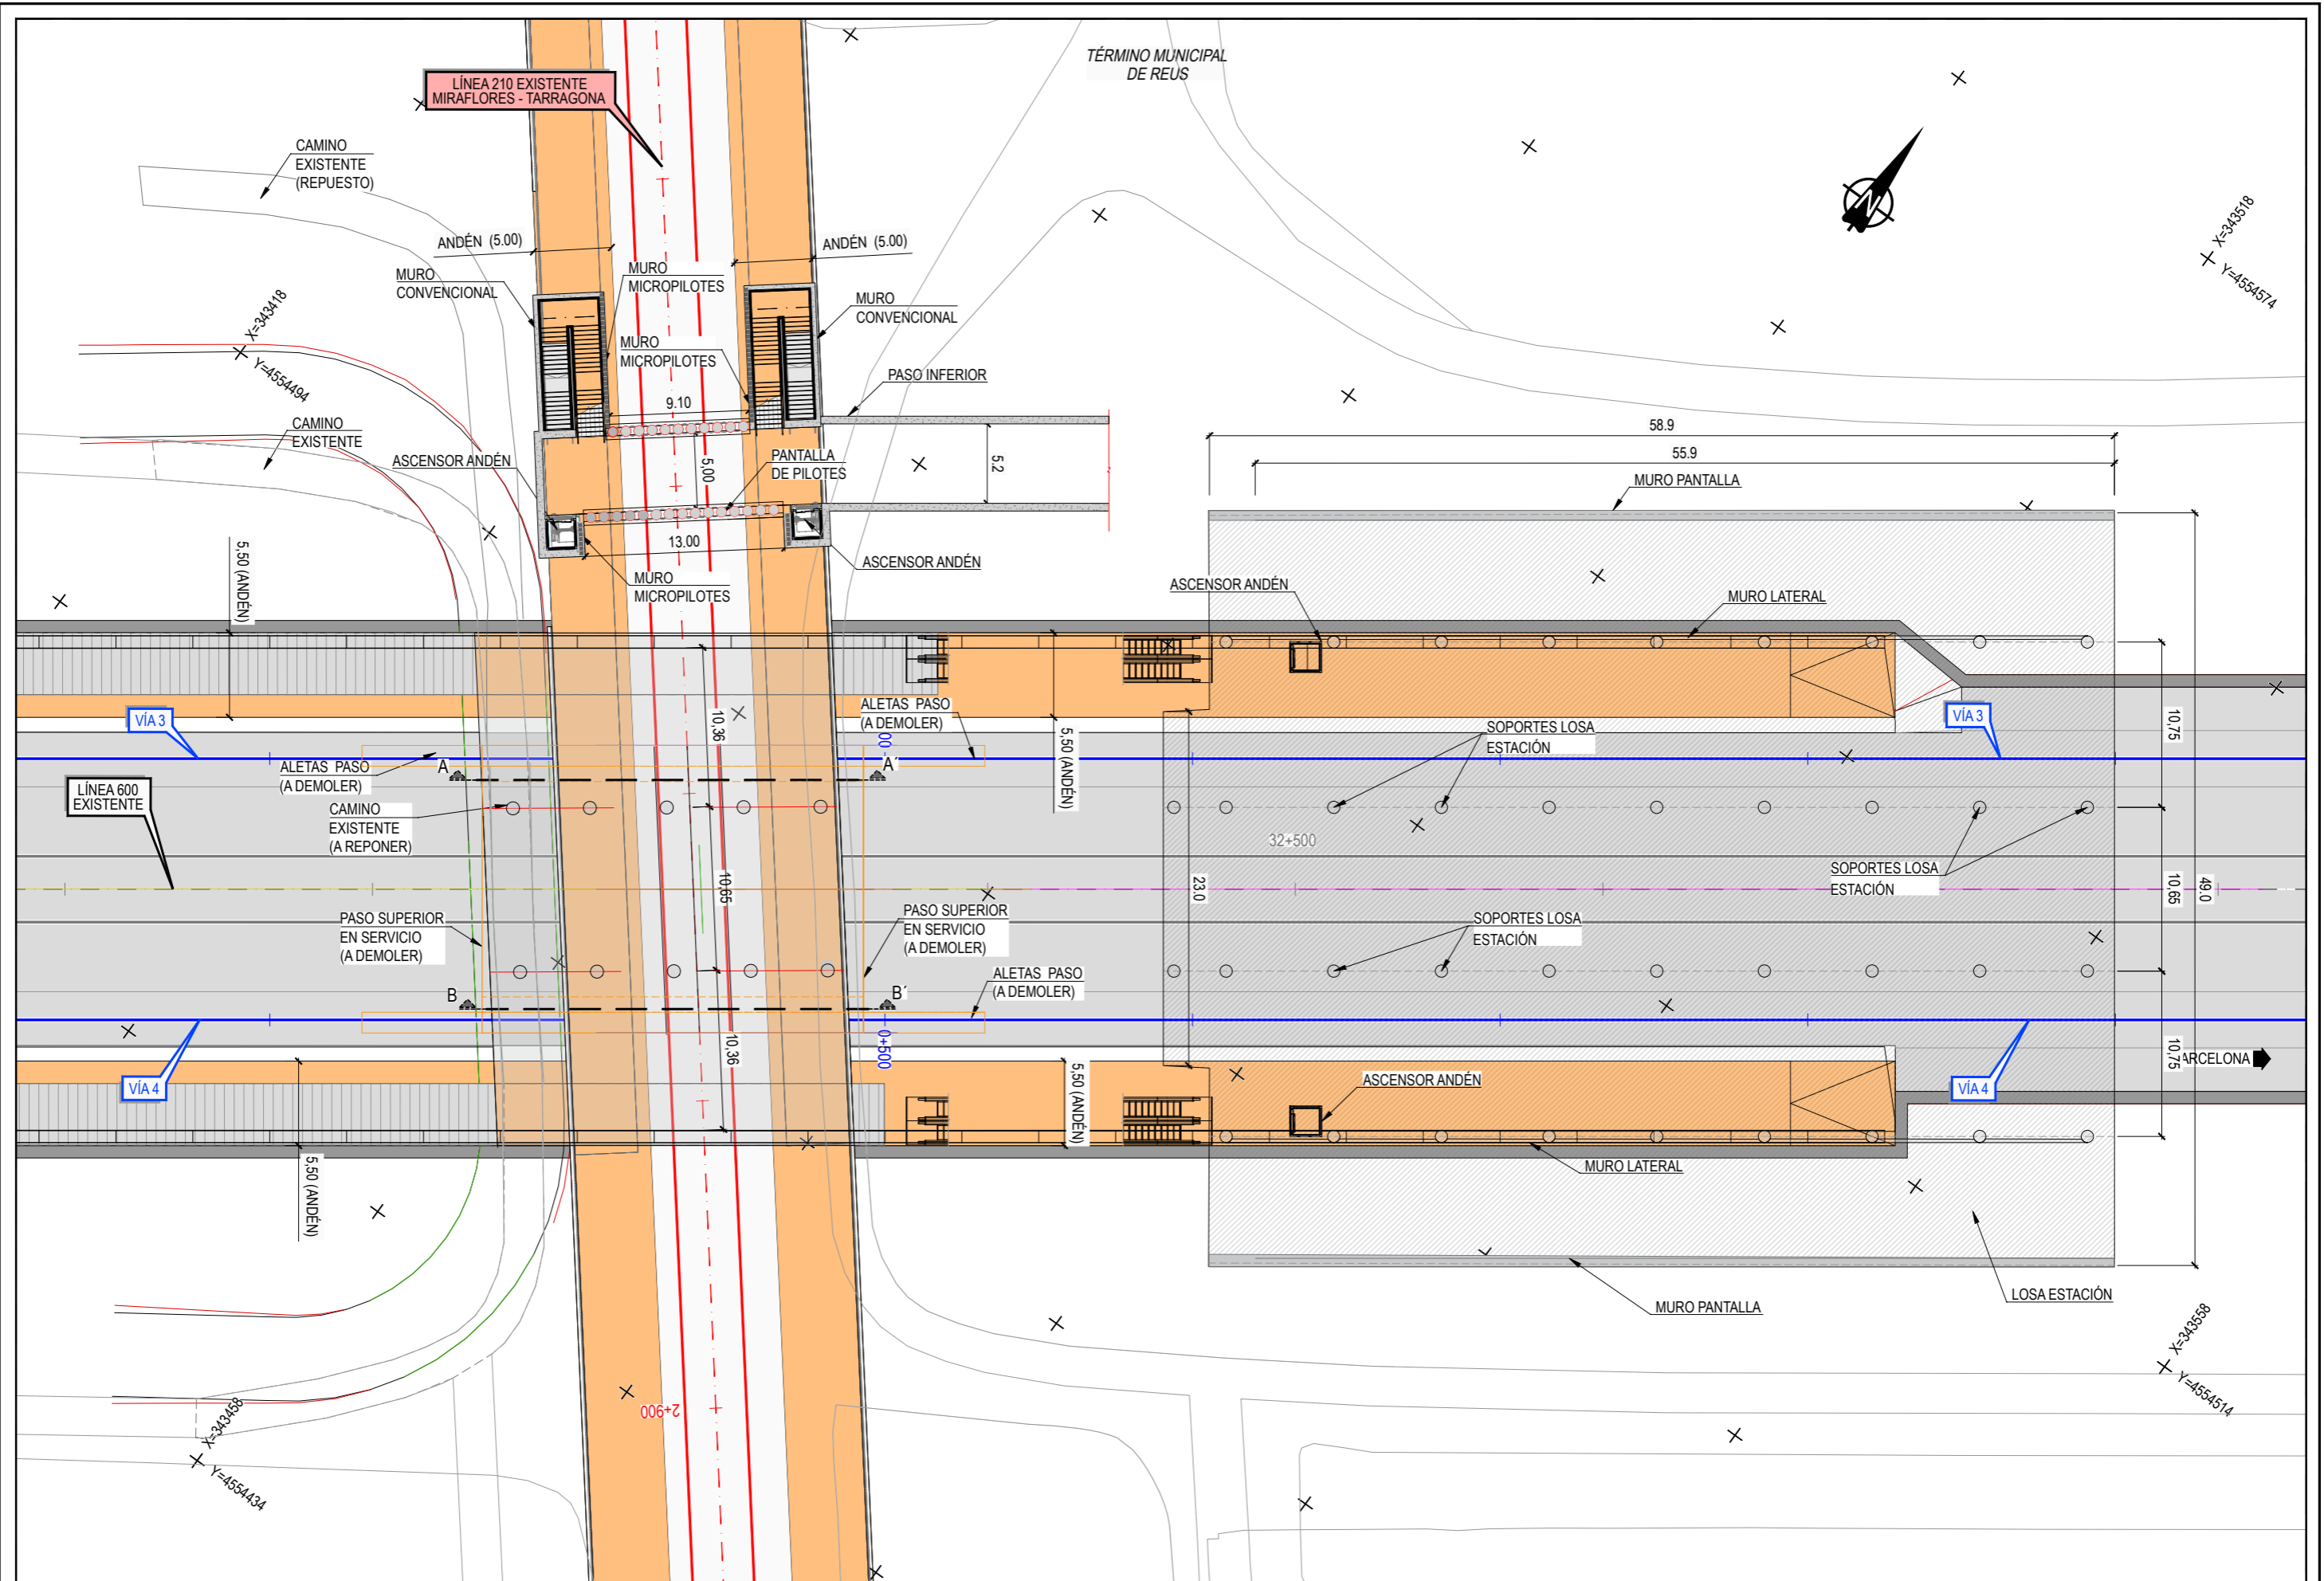 TÉRMINO MUNICIPAL
DE REUS
LÍNEA 210 EXISTENTE
MIRAFLORES - TARRAGONA
CAMINO
EXISTENTE
(REPUESTO)
N
X=343518
Y=4554574
ANDÉN (5.00)
ANDÉN (5.00)
MURO
CONVENCIONAL
MURO
MICROPILOTES
MURO
CONVENCIONAL
X=343418
Y=4554494
MURO
MICROPILOTES
PASO INFERIOR
9.10
CAMINO
EXISTENTE
58.9
55.9
ASCENSOR ANDÉN
5,00
PANTALLA
DE PILOTES
5.2
MURO PANTALLA
13.00
ASCENSOR ANDÉN
5,50 (ANDÉN)
MURO
MICROPILOTES
ASCENSOR ANDÉN
MURO LATERAL
VÍA 3
10,36
ALETAS PASO
(A DEMOLER)
5,50 (ANDÉN)
SOPORTES LOSA
ESTACIÓN
VÍA 3
10,75
00
ALETAS PASO
(A DEMOLER)
A
A´
LÍNEA 600
EXISTENTE
CAMINO
EXISTENTE
(A REPONER)
32+500
SOPORTES LOSA
ESTACIÓN
10,65
23.0
10,65
49.0
PASO SUPERIOR
EN SERVICIO
(A DEMOLER)
PASO SUPERIOR
EN SERVICIO
(A DEMOLER)
SOPORTES LOSA
ESTACIÓN
ALETAS PASO
(A DEMOLER)
B
B´
10,36
0+500
10,75
ARCELONA
VÍA 4
5,50 (ANDÉN)
ASCENSOR ANDÉN
VÍA 4
5,50 (ANDÉN)
MURO LATERAL
LOSA ESTACIÓN
MURO PANTALLA
X=343558
Y=4554514
2+900
X=343458
Y=4554434